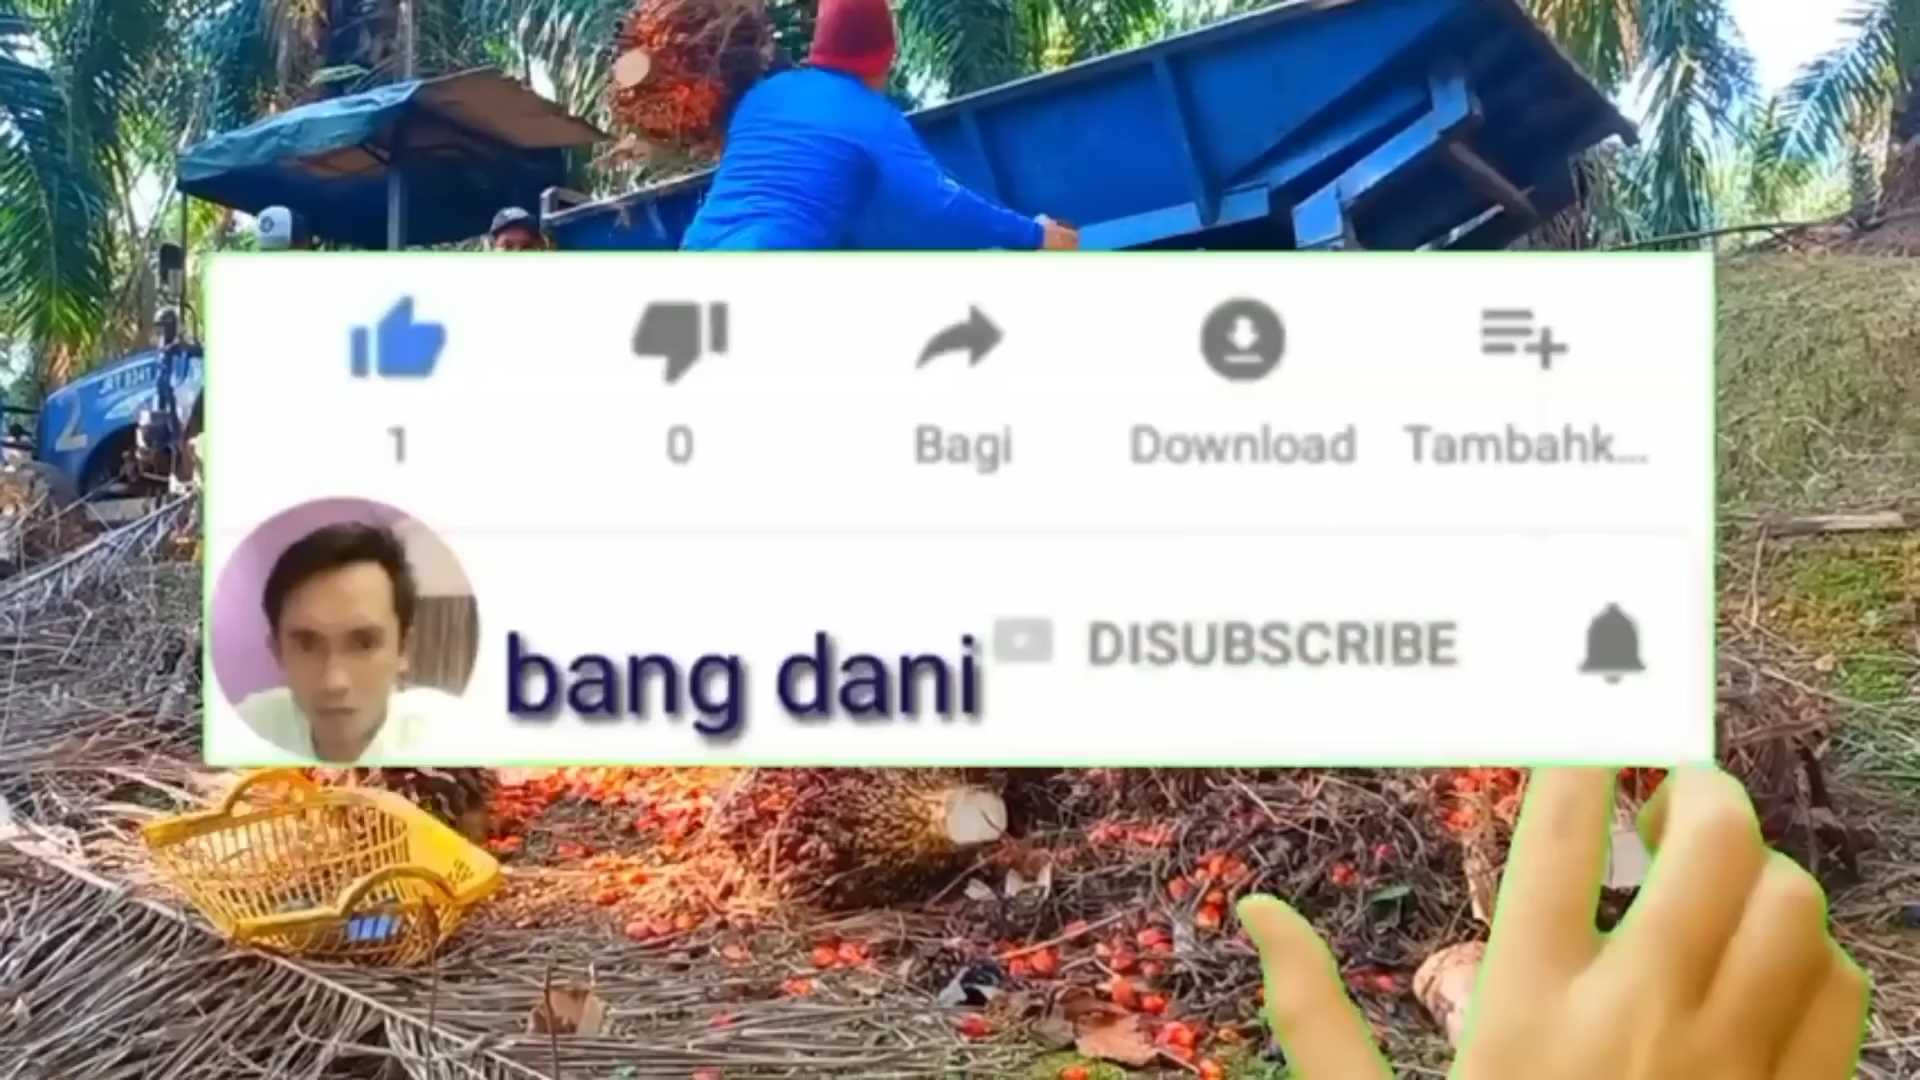 1
0
Bagi
Download
Tambahk...
bang dani
DISUBSCRIBE